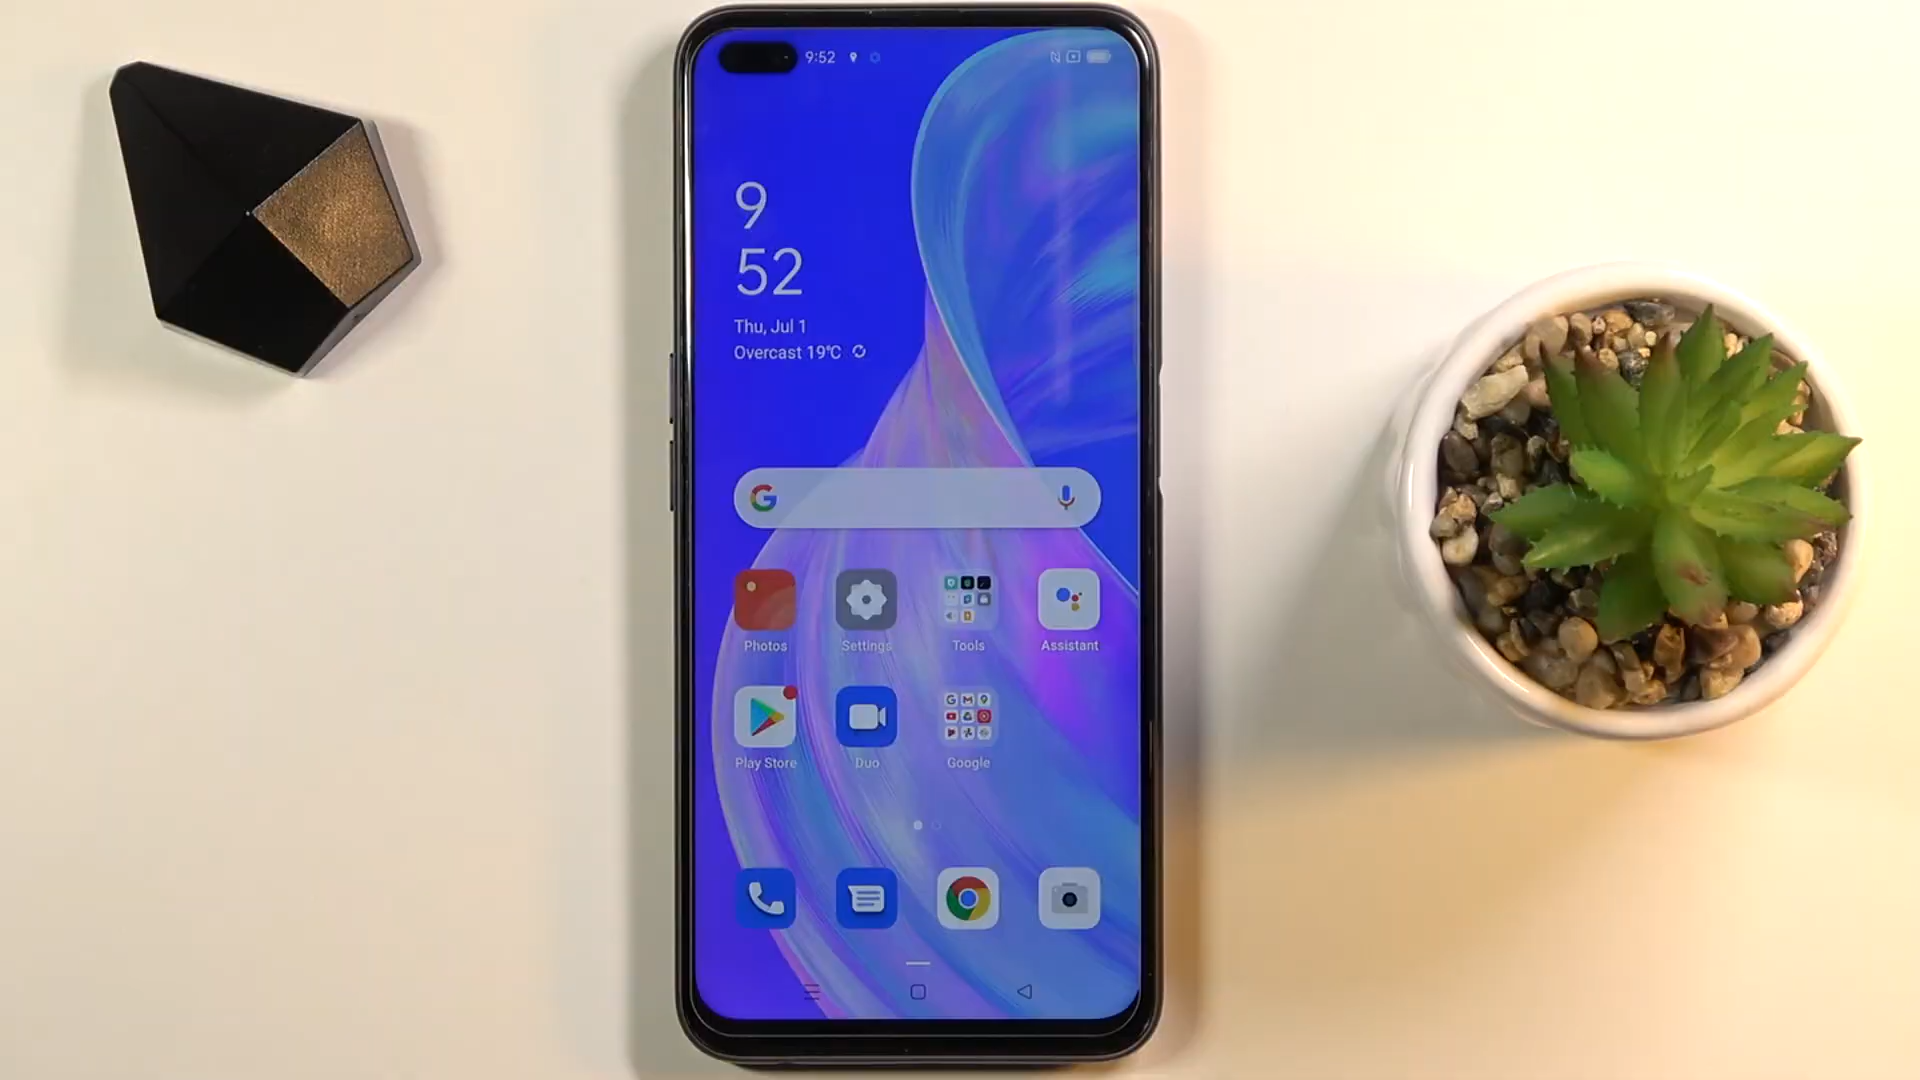 9:52
9
52
Thu, Jul 1
Overcast 19°C
Photos
Settings
Tools
Assistant
Play Store
Duo
Google